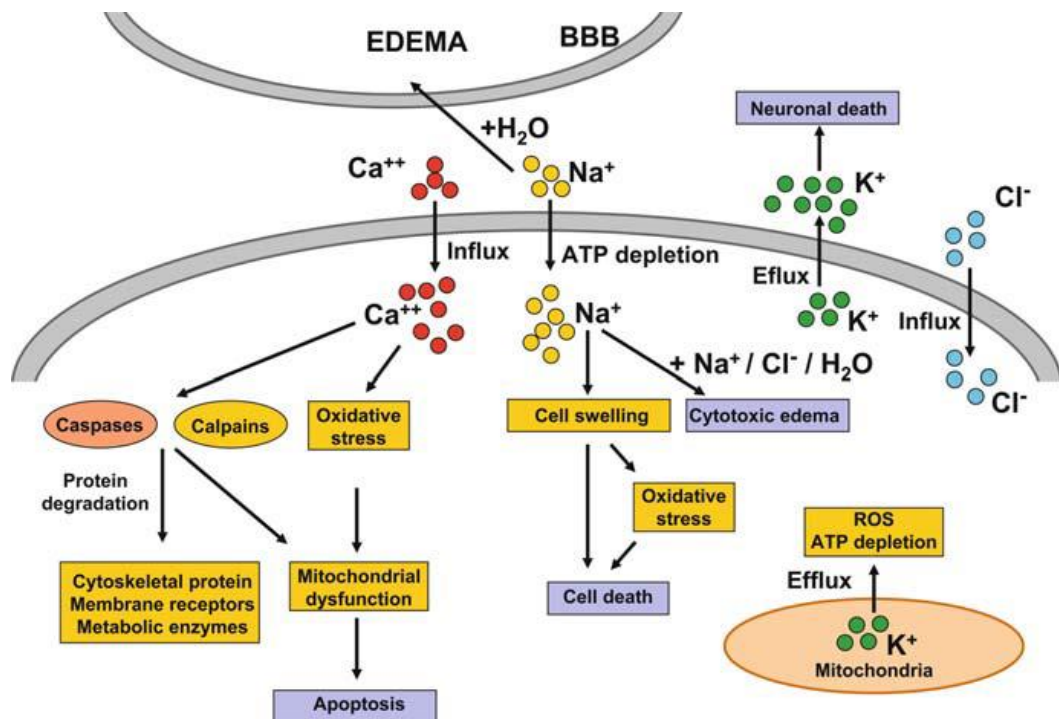 EDEMA
BBB
+H₂O
Neuronal death
Ca⁺⁺
Na⁺
K⁺
Cl⁻
Influx
ATP depletion
Eflux
Ca⁺⁺
Na⁺
K⁺
Influx
+ Na⁺ / Cl⁻ / H₂O
Cl⁻
Caspases
Calpains
Oxidative
stress
Cell swelling
Cytotoxic edema
Protein
degradation
Oxidative
stress
ROS
ATP depletion
Cytoskeletal protein
Membrane receptors
Metabolic enzymes
Mitochondrial
dysfunction
Cell death
Efflux
K⁺
Mitochondria
Apoptosis